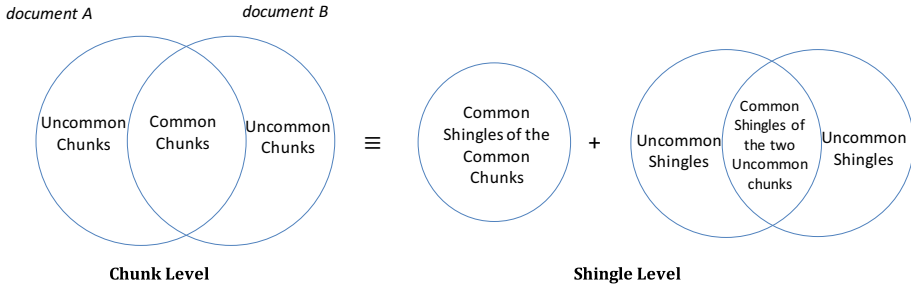 document A
document B
Uncommon
Chunks
Common
Chunks
Uncommon
Chunks
≡
Common
Shingles of the
Common
Chunks
+
Uncommon
Shingles
Common
Shingles of
the two
Uncommon
chunks
Uncommon
Shingles
Chunk Level
Shingle Level